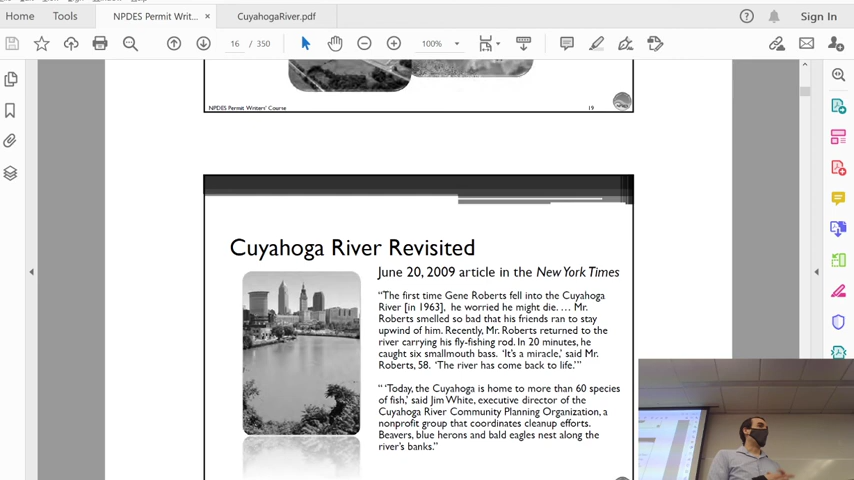 Home Tools NPDES Permit Writ... × CuyahogaRiver.pdf Sign In
16 / 350 100%
NPDES Permit Writers' Course 19
Cuyahoga River Revisited
June 20, 2009 article in the New York Times
"The first time Gene Roberts fell into the Cuyahoga
River [in 1963], he worried he might die. ... Mr.
Roberts smelled so bad that his friends ran to stay
upwind of him. Recently, Mr. Roberts returned to the
river carrying his fly-fishing rod. In 20 minutes, he
caught six smallmouth bass. 'It's a miracle,' said Mr.
Roberts, 58. 'The river has come back to life.'"
" 'Today, the Cuyahoga is home to more than 60 species
of fish,' said Jim White, executive director of the
Cuyahoga River Community Planning Organization, a
nonprofit group that coordinates cleanup efforts.
Beavers, blue herons and bald eagles nest along the
river's banks."